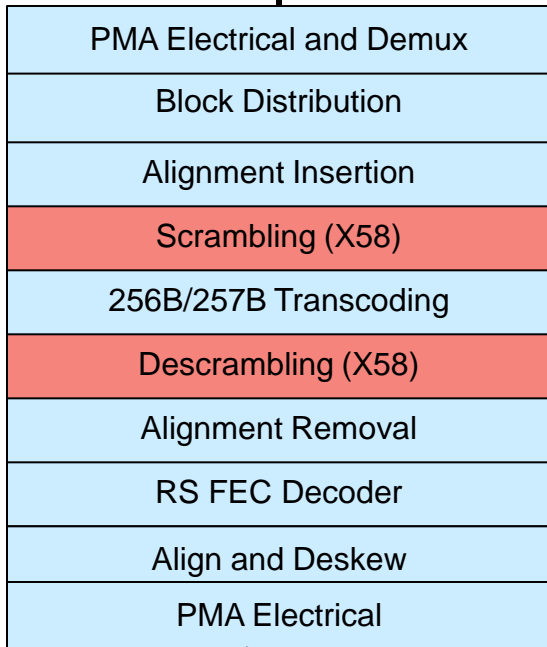 PMA Electrical and Demux
Block Distribution
Alignment Insertion
Scrambling (X58)
256B/257B Transcoding
Descrambling (X58)
Alignment Removal
RS FEC Decoder
Align and Deskew
PMA Electrical